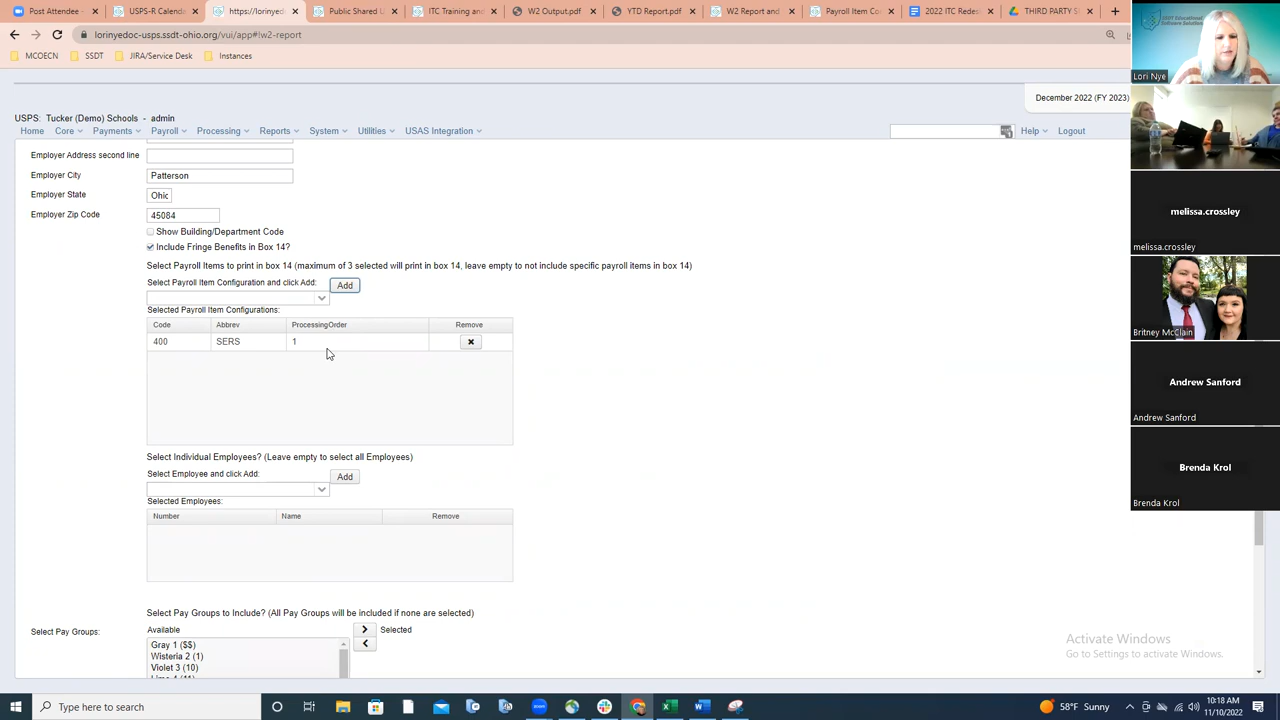 Post Attended - USPS-R Calendar https://lorinyedc Public Shared L ITC Training and W2 Output.pdf YTD Report.pdf W2 Report and Payroll Item Co 2022 ITC Redes THIRD PARTY S
lorinyedcc-usps.ssdt-ohio.org/vue/app#!w2-report
MCOECN SSDT JIRA/Service Desk Instances
December 2022 (FY 2023)
USPS: Tucker (Demo) Schools - admin
Home Core Payments Payroll Processing Reports System Utilities USAS Integration Help Logout
Employer Address second line
Employer City Patterson
Employer State Ohic
Employer Zip Code 45084
Show Building/Department Code
Include Fringe Benefits in Box 14?
Select Payroll Items to print in box 14 (maximum of 3 selected will print in box 14, leave empty to not include specific payroll items in box 14)
Select Payroll Item Configuration and click Add: Add
Selected Payroll Item Configurations:
Code Abbrev ProcessingOrder Remove
400 SERS 1
Select Individual Employees? (Leave empty to select all Employees)
Select Employee and click Add: Add
Selected Employees:
Number Name Remove
Select Pay Groups to Include? (All Pay Groups will be included if none are selected)
Select Pay Groups: Available Selected
Gray 1 ($$)
Wisteria 2 (1)
Violet 3 (10)
SSDT Educational
Software Solutions
Lori Nye
melissa.crossley
melissa.crossley
Britney McClain
Andrew Sanford
Andrew Sanford
Brenda Krol
Brenda Krol
Activate Windows
Go to Settings to activate Windows.
Type here to search
58°F Sunny
10:18 AM
11/10/2022